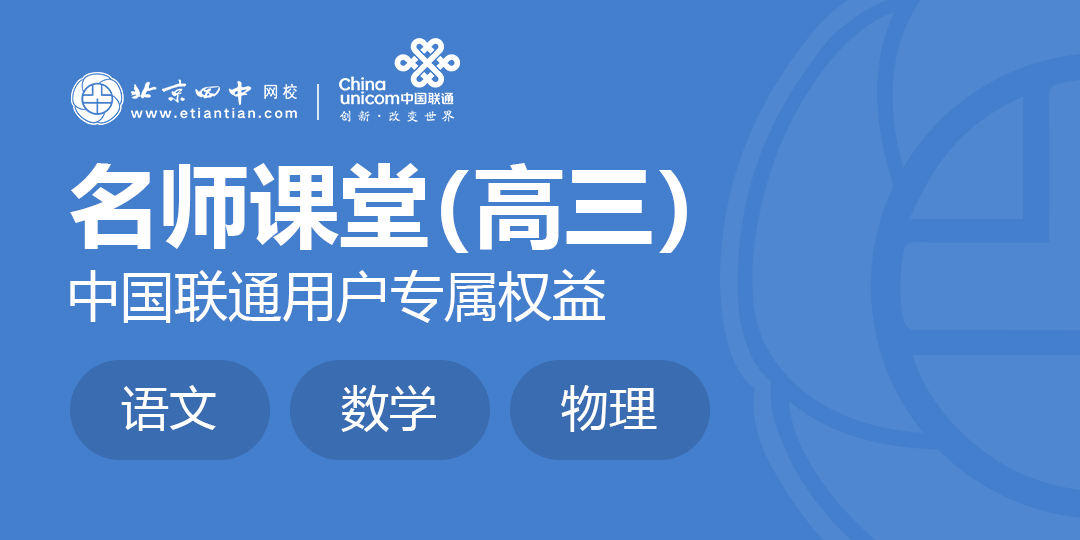 北京四中 网校
www.etiantian.com
China
unicom中国联通
创新·改变世界
名师课堂(高三)
中国联通用户专属权益
语文
数学
物理